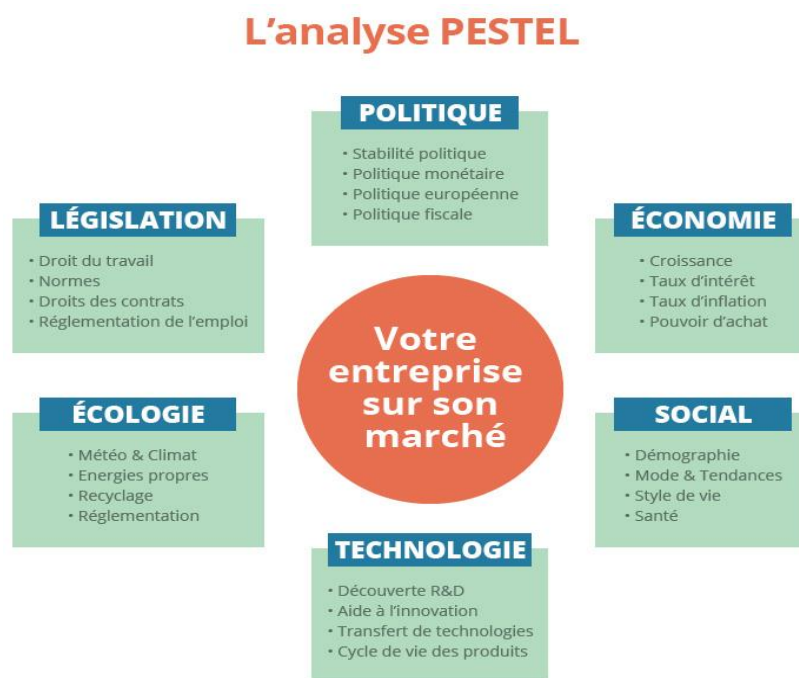 L'analyse PESTEL
POLITIQUE
• Stabilité politique
• Politique monétaire
• Politique européenne
• Politique fiscale
LÉGISLATION
• Droit du travail
• Normes
• Droits des contrats
• Réglementation de l'emploi
ÉCONOMIE
• Croissance
• Taux d'intérêt
• Taux d'inflation
• Pouvoir d'achat
Votre
entreprise
sur son
marché
ÉCOLOGIE
• Météo & Climat
• Energies propres
• Recyclage
• Réglementation
SOCIAL
• Démographie
• Mode & Tendances
• Style de vie
• Santé
TECHNOLOGIE
• Découverte R&D
• Aide à l'innovation
• Transfert de technologies
• Cycle de vie des produits